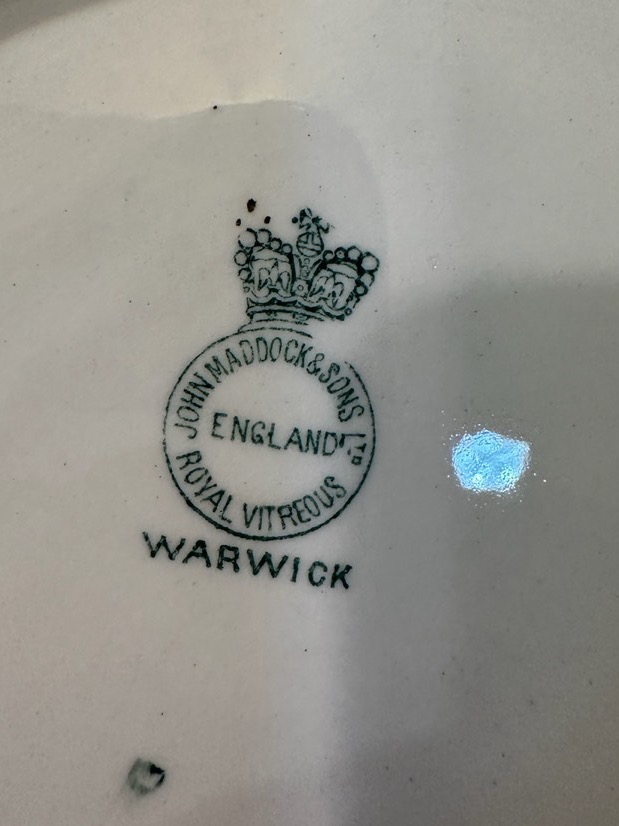 JOHN MADDOCK & SONS LTD
ENGLAND
ROYAL VITREOUS
WARWICK